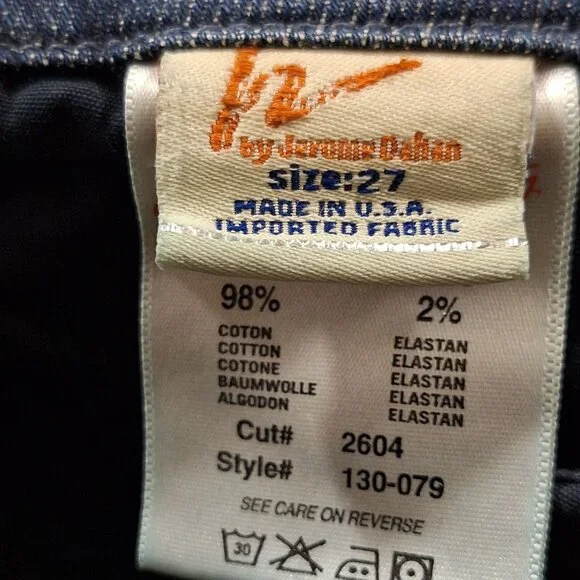 by Jerome Dahan
size:27
MADE IN U.S.A.
IMPORTED FABRIC
98% 2%
COTON ELASTAN
COTTON ELASTAN
COTONE ELASTAN
BAUMWOLLE ELASTAN
ALGODON ELASTAN
Cut# 2604
Style# 130-079
SEE CARE ON REVERSE
30